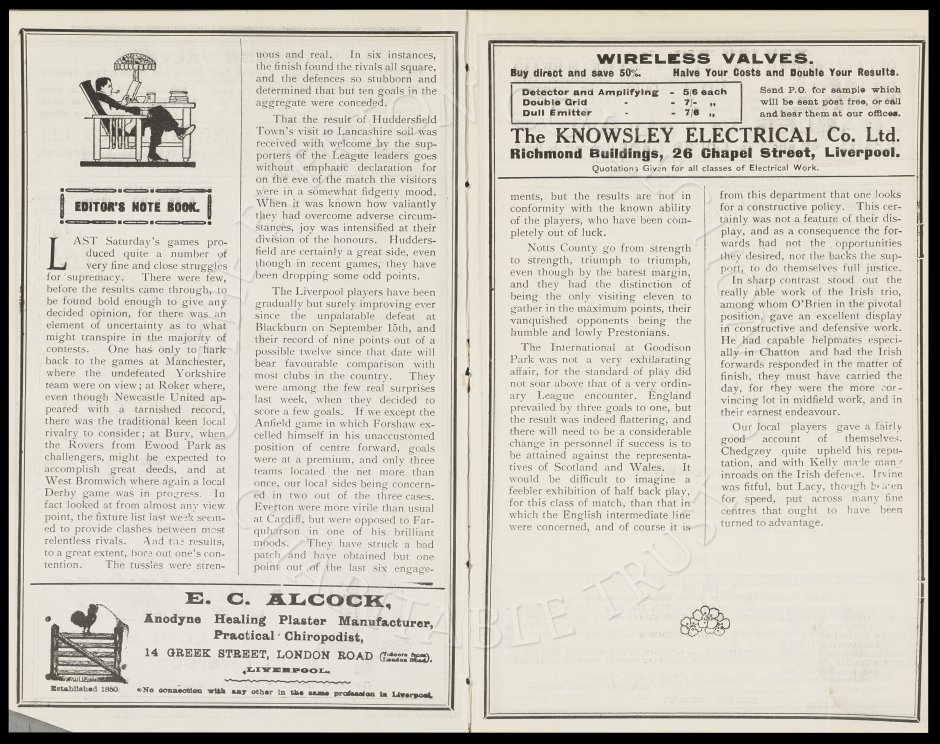 EDITOR'S NOTE BOOK.
LAST Saturday's games pro-
duced quite a number of
very fine and close struggles
for supremacy. There were few,
before the results came through, to
be found bold enough to give any
decided opinion, for there was an
element of uncertainty as to what
might transpire in the majority of
contests. One has only to hark
back to the games at Manchester,
where the undefeated Yorkshire
team were on view; at Roker where,
even though Newcastle United ap-
peared with a tarnished record,
there was the traditional keen local
rivalry to consider; at Bury, when
the Rovers from Ewood Park as
challengers, might be expected to
accomplish great deeds, and at
West Bromwich where again a local
Derby game was in progress. In
fact looked at from almost any view
point, the fixture list last week seem-
ed to provide clashes between most
relentless rivals. And the results,
to a great extent, bore out one's con-
tention. The tussles were stren-
uous and real. In six instances,
the finish found the rivals all square,
and the defences so stubborn and
determined that but ten goals in the
aggregate were conceded.
That the result of Huddersfield
Town's visit to Lancashire soil was
received with welcome by the sup-
porters of the League leaders goes
without emphatic declaration for
on the eve of the match the visitors
were in a somewhat fidgetty mood.
When it was known how valiantly
they had overcome adverse circum-
stances, joy was intensified at their
division of the honours. Hudders-
field are certainly a great side, even
though in recent games, they have
been dropping some odd points.
The Liverpool players have been
gradually but surely improving ever
since the unpalatable defeat at
Blackburn on September 15th, and
their record of nine points out of a
possible twelve since that date will
bear favourable comparison with
most clubs in the country. They
were among the few real surprises
last week, when they decided to
score a few goals. If we except the
Anfield game in which Forshaw ex-
celled himself in his unaccustomed
position of centre forward, goals
were at a premium, and only three
teams located the net more than
once, our local sides being concern-
ed in two out of the three cases.
Everton were more virile than usual
at Cardiff, but were opposed to Far-
quharson in one of his brilliant
moods. They have struck a bad
patch and have obtained but one
point out of the last six engage-
E. C. ALCOCK,
Anodyne Healing Plaster Manufacturer,
Practical Chiropodist,
14 GREEK STREET, LONDON ROAD (7 doors from London Road).
LIVERPOOL.
Established 1850. No connection with any other in the same profession in Liverpool.
WIRELESS VALVES.
Buy direct and save 50%. Halve Your Costs and Double Your Results.
Detector and Amplifying - 5/6 each
Double Grid - - 7/- „
Dull Emitter - - 7/6 „
Send P.O. for sample which
will be sent post free, or call
and hear them at our offices.
The KNOWSLEY ELECTRICAL Co. Ltd.
Richmond Buildings, 26 Chapel Street, Liverpool.
Quotations Given for all classes of Electrical Work.
ments, but the results are not in
conformity with the known ability
of the players, who have been com-
pletely out of luck.
Notts County go from strength
to strength, triumph to triumph,
even though by the barest margin,
and they had the distinction of
being the only visiting eleven to
gather in the maximum points, their
vanquished opponents being the
humble and lowly Prestonians.
The International at Goodison
Park was not a very exhilarating
affair, for the standard of play did
not soar above that of a very ordin-
ary League encounter. England
prevailed by three goals to one, but
the result was indeed flattering, and
there will need to be a considerable
change in personnel if success is to
be attained against the representa-
tives of Scotland and Wales. It
would be difficult to imagine a
feebler exhibition of half back play,
for this class of match, than that in
which the English intermediate line
were concerned, and of course it is
from this department that one looks
for a constructive policy. This cer-
tainly was not a feature of their dis-
play, and as a consequence the for-
wards had not the opportunities
they desired, nor the backs the sup-
port, to do themselves full justice.
In sharp contrast stood out the
really able work of the Irish trio,
among whom O'Brien in the pivotal
position, gave an excellent display
in constructive and defensive work.
He had capable helpmates especi-
ally in Chatton and had the Irish
forwards responded in the matter of
finish, they must have carried the
day, for they were the more con-
vincing lot in midfield work, and in
their earnest endeavour.
Our local players gave a fairly
good account of themselves.
Chedgzey quite upheld his repu-
tation, and with Kelly made many
inroads on the Irish defence. Irvine
was fitful, but Lacy, though beaten
for speed, put across many fine
centres that ought to have been
turned to advantage.